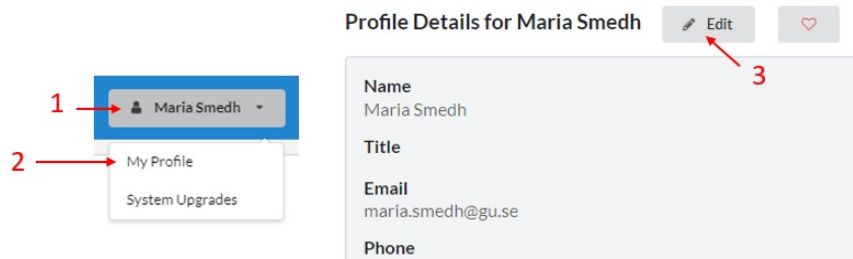 Profile Details for Maria Smedh
Edit
3
1
Maria Smedh
2
My Profile
System Upgrades
Name
Maria Smedh
Title
Email
maria.smedh@gu.se
Phone